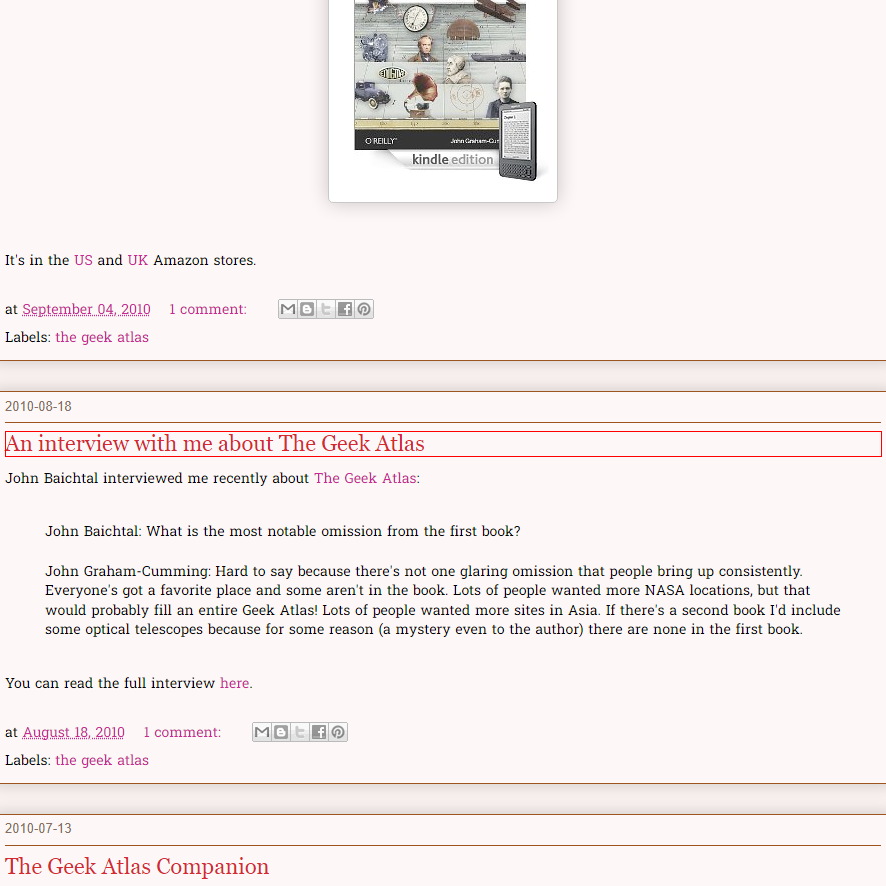 ENIGMA
O'REILLY
John Graham-Cum
kindle edition
It's in the US and UK Amazon stores.
at September 04, 2010 1 comment:
Labels: the geek atlas
2010-08-18
An interview with me about The Geek Atlas
John Baichtal interviewed me recently about The Geek Atlas:
John Baichtal: What is the most notable omission from the first book?
John Graham-Cumming: Hard to say because there's not one glaring omission that people bring up consistently.
Everyone's got a favorite place and some aren't in the book. Lots of people wanted more NASA locations, but that
would probably fill an entire Geek Atlas! Lots of people wanted more sites in Asia. If there's a second book I'd include
some optical telescopes because for some reason (a mystery even to the author) there are none in the first book.
You can read the full interview here.
at August 18, 2010 1 comment:
Labels: the geek atlas
2010-07-13
The Geek Atlas Companion